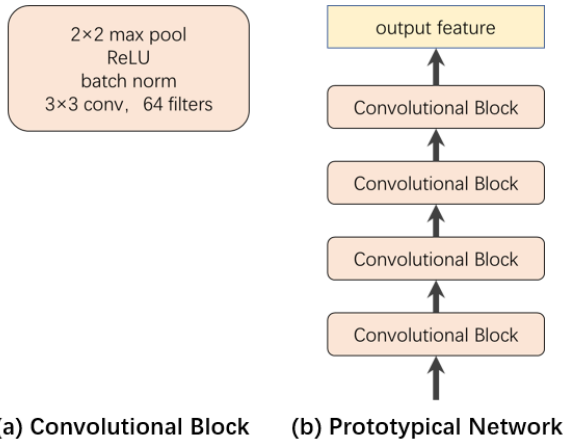 2×2 max pool
ReLU
batch norm
3×3 conv, 64 filters
output feature
Convolutional Block
Convolutional Block
Convolutional Block
Convolutional Block
(a) Convolutional Block
(b) Prototypical Network